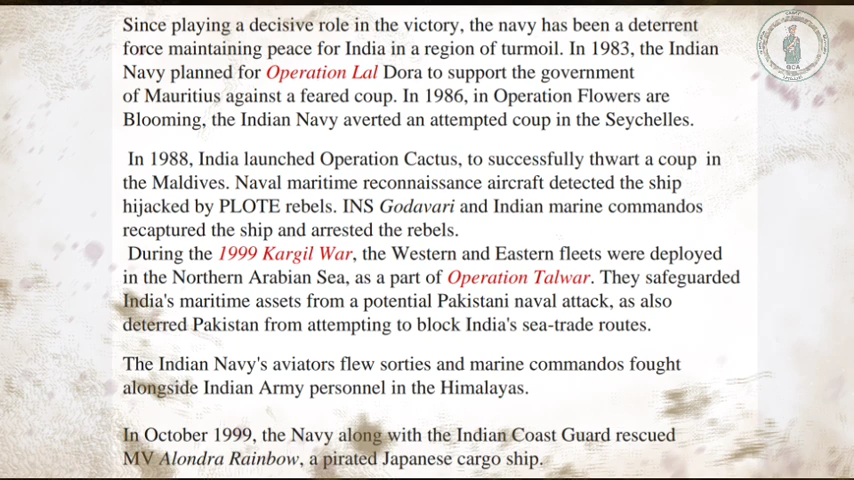 Since playing a decisive role in the victory, the navy has been a deterrent
force maintaining peace for India in a region of turmoil. In 1983, the Indian
Navy planned for Operation Lal Dora to support the government
of Mauritius against a feared coup. In 1986, in Operation Flowers are
Blooming, the Indian Navy averted an attempted coup in the Seychelles.
In 1988, India launched Operation Cactus, to successfully thwart a coup in
the Maldives. Naval maritime reconnaissance aircraft detected the ship
hijacked by PLOTE rebels. INS Godavari and Indian marine commandos
recaptured the ship and arrested the rebels.
During the 1999 Kargil War, the Western and Eastern fleets were deployed
in the Northern Arabian Sea, as a part of Operation Talwar. They safeguarded
India's maritime assets from a potential Pakistani naval attack, as also
deterred Pakistan from attempting to block India's sea-trade routes.
The Indian Navy's aviators flew sorties and marine commandos fought
alongside Indian Army personnel in the Himalayas.
In October 1999, the Navy along with the Indian Coast Guard rescued
MV Alondra Rainbow, a pirated Japanese cargo ship.